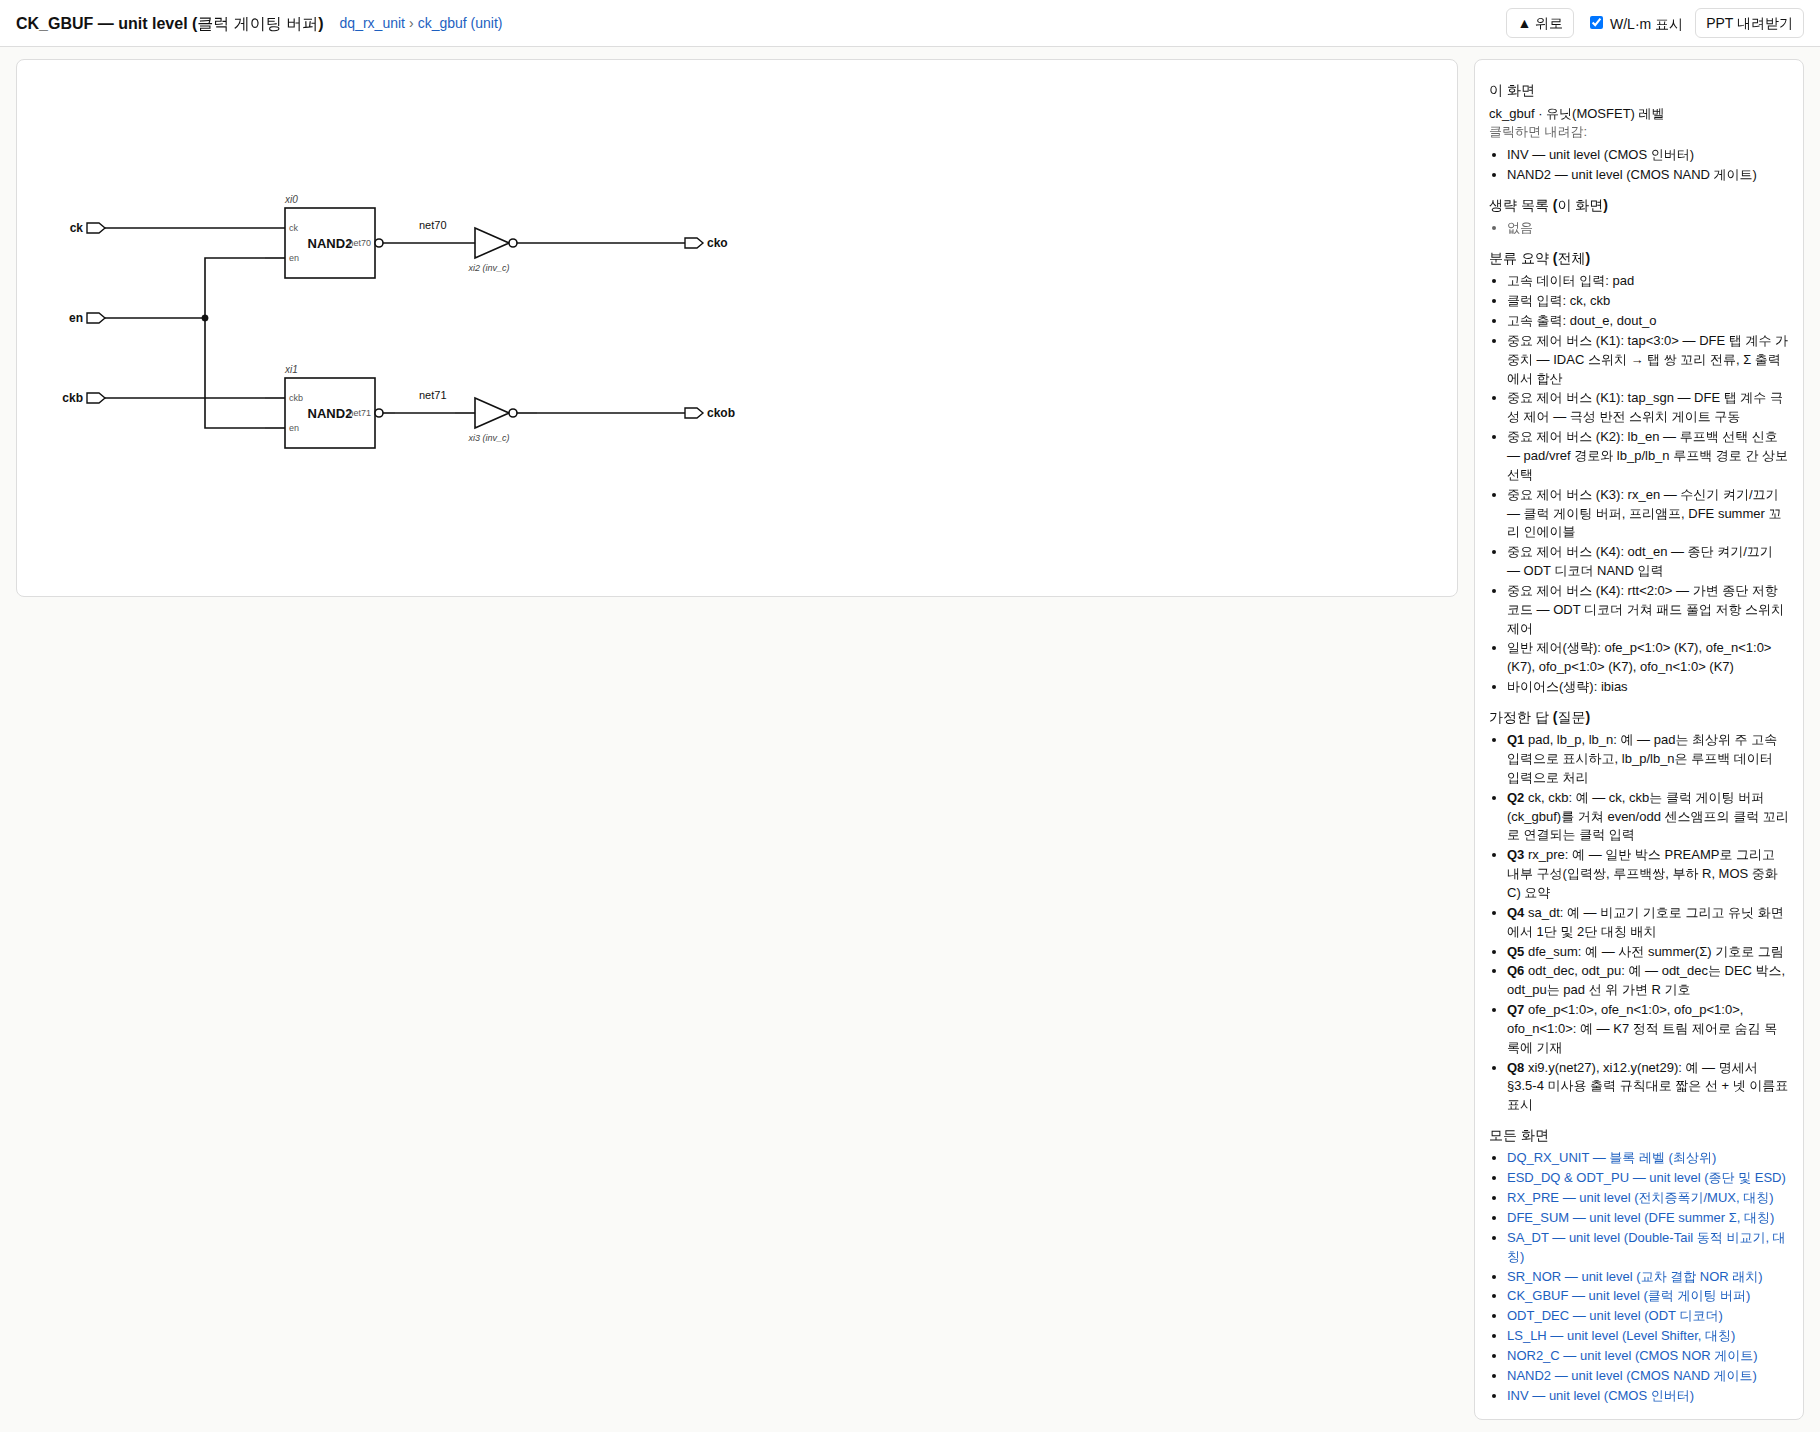 CK_GBUF — unit level (클럭 게이팅 버퍼)
dq_rx_unit › ck_gbuf (unit)
▲ 위로
W/L·m 표시
PPT 내려받기
xi0
ck
en
NAND2
net70
net70
xi2 (inv_c)
ck
cko
en
xi1
ckb
en
NAND2
net71
net71
xi3 (inv_c)
ckb
ckob
이 화면
ck_gbuf · 유닛(MOSFET) 레벨
클릭하면 내려감:
INV — unit level (CMOS 인버터)
NAND2 — unit level (CMOS NAND 게이트)
생략 목록 (이 화면)
없음
분류 요약 (전체)
고속 데이터 입력: pad
클럭 입력: ck, ckb
고속 출력: dout_e, dout_o
중요 제어 버스 (K1): tap<3:0> — DFE 탭 계수 가
중치 — IDAC 스위치 → 탭 쌍 꼬리 전류, Σ 출력
에서 합산
중요 제어 버스 (K1): tap_sgn — DFE 탭 계수 극
성 제어 — 극성 반전 스위치 게이트 구동
중요 제어 버스 (K2): lb_en — 루프백 선택 신호
— pad/vref 경로와 lb_p/lb_n 루프백 경로 간 상보
선택
중요 제어 버스 (K3): rx_en — 수신기 켜기/끄기
— 클럭 게이팅 버퍼, 프리앰프, DFE summer 꼬
리 인에이블
중요 제어 버스 (K4): odt_en — 종단 켜기/끄기
— ODT 디코더 NAND 입력
중요 제어 버스 (K4): rtt<2:0> — 가변 종단 저항
코드 — ODT 디코더 거쳐 패드 풀업 저항 스위치
제어
일반 제어(생략): ofe_p<1:0> (K7), ofe_n<1:0>
(K7), ofo_p<1:0> (K7), ofo_n<1:0> (K7)
바이어스(생략): ibias
가정한 답 (질문)
Q1 pad, lb_p, lb_n: 예 — pad는 최상위 주 고속
입력으로 표시하고, lb_p/lb_n은 루프백 데이터
입력으로 처리
Q2 ck, ckb: 예 — ck, ckb는 클럭 게이팅 버퍼
(ck_gbuf)를 거쳐 even/odd 센스앰프의 클럭 꼬리
로 연결되는 클럭 입력
Q3 rx_pre: 예 — 일반 박스 PREAMP로 그리고
내부 구성(입력쌍, 루프백쌍, 부하 R, MOS 중화
C) 요약
Q4 sa_dt: 예 — 비교기 기호로 그리고 유닛 화면
에서 1단 및 2단 대칭 배치
Q5 dfe_sum: 예 — 사전 summer(Σ) 기호로 그림
Q6 odt_dec, odt_pu: 예 — odt_dec는 DEC 박스,
odt_pu는 pad 선 위 가변 R 기호
Q7 ofe_p<1:0>, ofe_n<1:0>, ofo_p<1:0>,
ofo_n<1:0>: 예 — K7 정적 트림 제어로 숨김 목
록에 기재
Q8 xi9.y(net27), xi12.y(net29): 예 — 명세서
§3.5-4 미사용 출력 규칙대로 짧은 선 + 넷 이름표
표시
모든 화면
DQ_RX_UNIT — 블록 레벨 (최상위)
ESD_DQ & ODT_PU — unit level (종단 및 ESD)
RX_PRE — unit level (전치증폭기/MUX, 대칭)
DFE_SUM — unit level (DFE summer Σ, 대칭)
SA_DT — unit level (Double-Tail 동적 비교기, 대
칭)
SR_NOR — unit level (교차 결합 NOR 래치)
CK_GBUF — unit level (클럭 게이팅 버퍼)
ODT_DEC — unit level (ODT 디코더)
LS_LH — unit level (Level Shifter, 대칭)
NOR2_C — unit level (CMOS NOR 게이트)
NAND2 — unit level (CMOS NAND 게이트)
INV — unit level (CMOS 인버터)